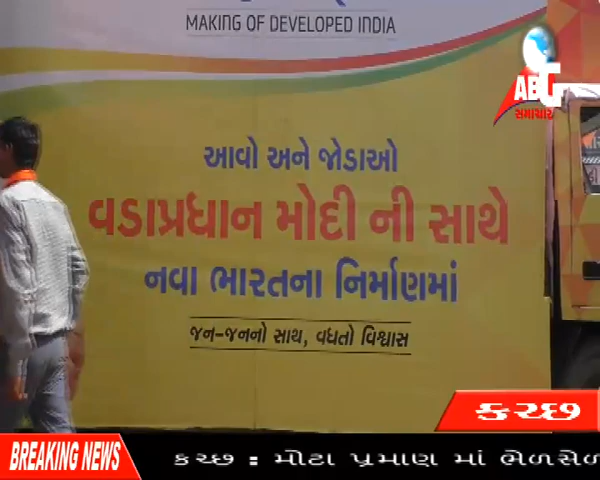 MAKING OF DEVELOPED INDIA
ABC
સમાચાર
આવો અને જોડાઓ
વડાપ્રધાન મોદી ની સાથે
નવા ભારતના નિર્માણમાં
જન-જનનો સાથ, વધતો વિશ્વાસ
કચ્છ
BREAKING NEWS
કચ્છ : મોટા પ્રમાણ માં ભેળસેળ